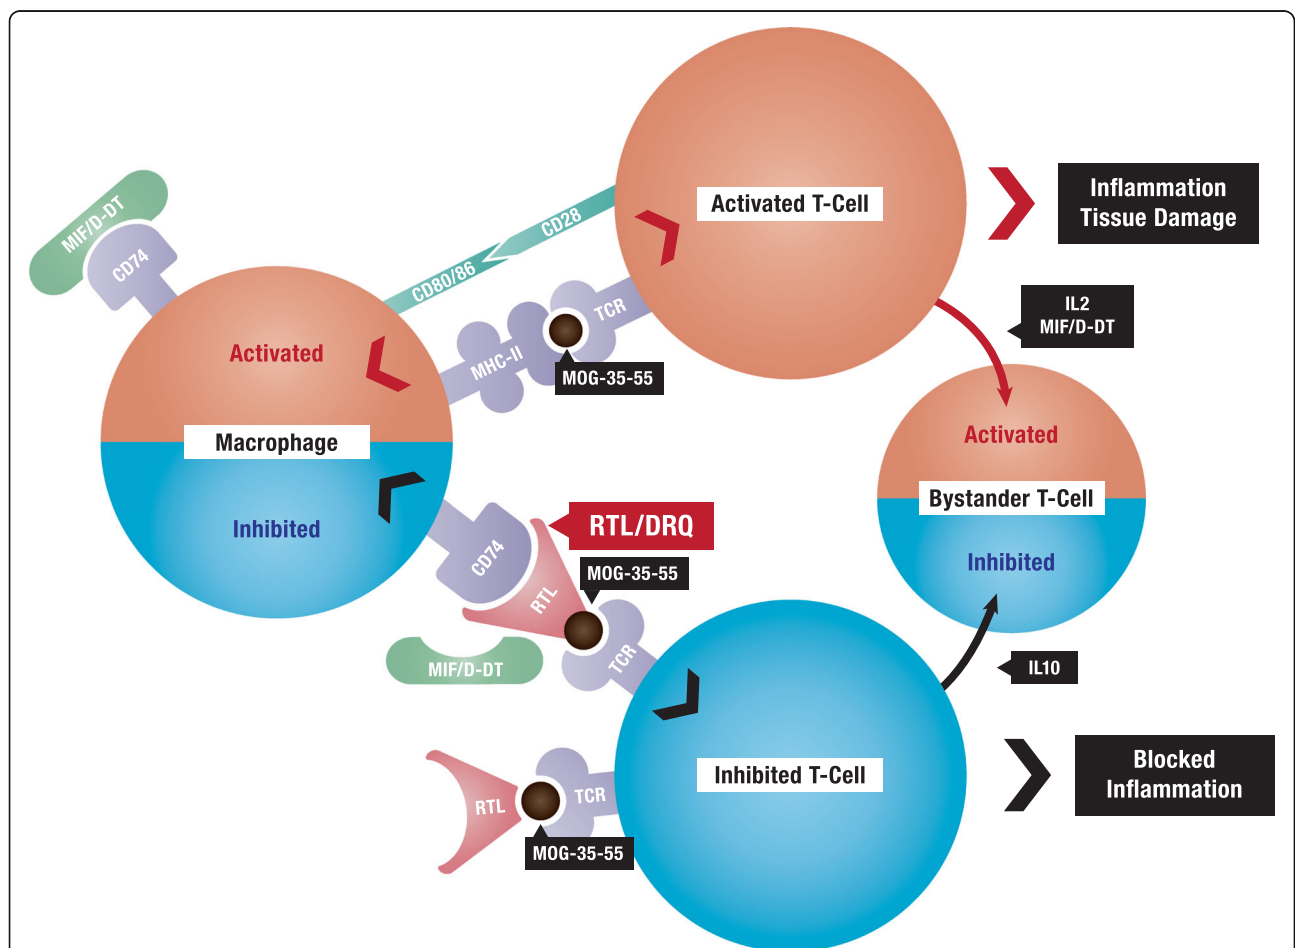 MIF/D-DT
CD74
CD80/86
CD28
Activated T-Cell
Inflammation
Tissue Damage
MHC-II
TCR
MOG-35-55
IL2
MIF/D-DT
Activated
Macrophage
Inhibited
Activated
Bystander T-Cell
Inhibited
RTL/DRQ
CD74
MOG-35-55
RTL
TCR
MIF/D-DT
IL10
Inhibited T-Cell
Blocked
Inflammation
RTL
TCR
MOG-35-55